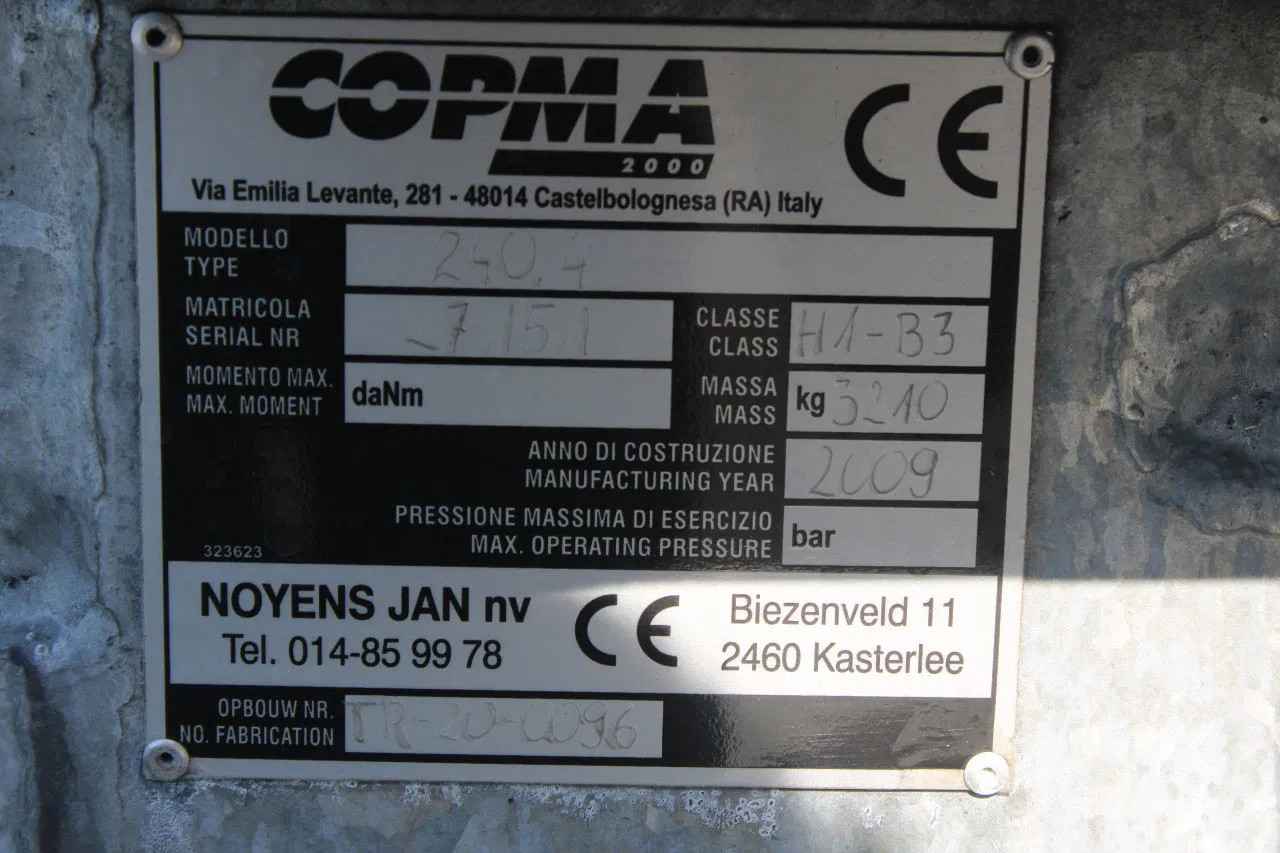 COPMA
2000
CE
Via Emilia Levante, 281 - 48014 Castelbolognesa (RA) Italy
MODELLO
TYPE
240.4
MATRICOLA
SERIAL NR
7151
CLASSE
CLASS
H1-B3
MOMENTO MAX.
MAX. MOMENT
daNm
MASSA
MASS
kg 3210
ANNO DI COSTRUZIONE
MANUFACTURING YEAR
2009
PRESSIONE MASSIMA DI ESERCIZIO
MAX. OPERATING PRESSURE
bar
323623
NOYENS JAN nv
Tel. 014-85 99 78
CE
Biezenveld 11
2460 Kasterlee
OPBOUW NR.
NO. FABRICATION